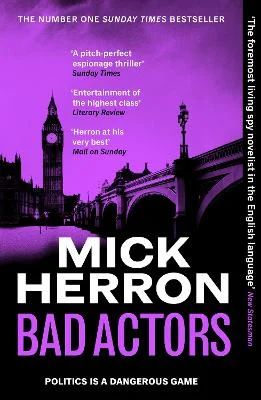 THE NUMBER ONE SUNDAY TIMES BESTSELLER
'A pitch-perfect
espionage thriller'
Sunday Times
'Entertainment of
the highest class'
Literary Review
'Herron at his
very best'
Mail on Sunday
'The foremost living spy novelist in the English language' New Statesman
MICK
HERRON
BAD ACTORS
POLITICS IS A DANGEROUS GAME